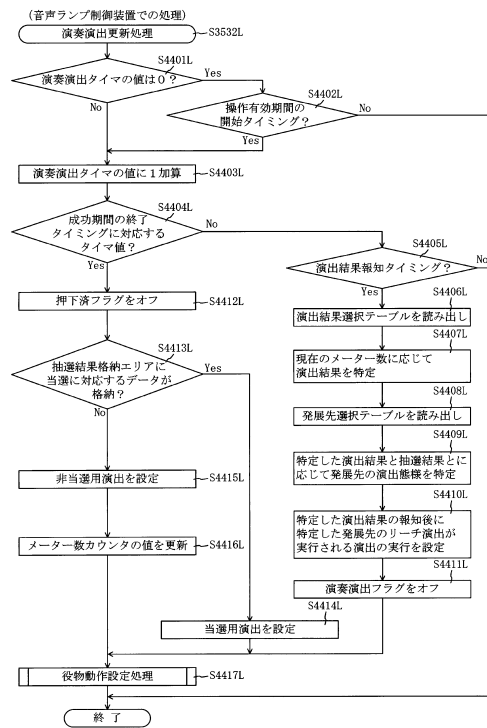 (音声ランプ制御装置での処理)
演奏演出更新処理
S3532L
S4401L
演奏演出タイマの値は0？
Yes
No
S4402L
操作有効期間の
開始タイミング？
No
Yes
演奏演出タイマの値に1加算
S4403L
S4404L
成功期間の終了
タイミングに対応する
タイマ値？
No
Yes
S4405L
演出結果報知タイミング？
No
Yes
押下済フラグをオフ
S4412L
S4406L
演出結果選択テーブルを読み出し
S4407L
現在のメーター数に応じて
演出結果を特定
S4413L
抽選結果格納エリアに
当選に対応するデータが
格納？
Yes
No
S4408L
発展先選択テーブルを読み出し
S4409L
特定した演出結果と抽選結果とに
応じて発展先の演出態様を特定
非当選用演出を設定
S4415L
S4410L
特定した演出結果の報知後に
特定した発展先のリーチ演出が
実行される演出の実行を設定
メーター数カウンタの値を更新
S4416L
S4411L
演奏演出フラグをオフ
S4414L
当選用演出を設定
役物動作設定処理
S4417L
終了